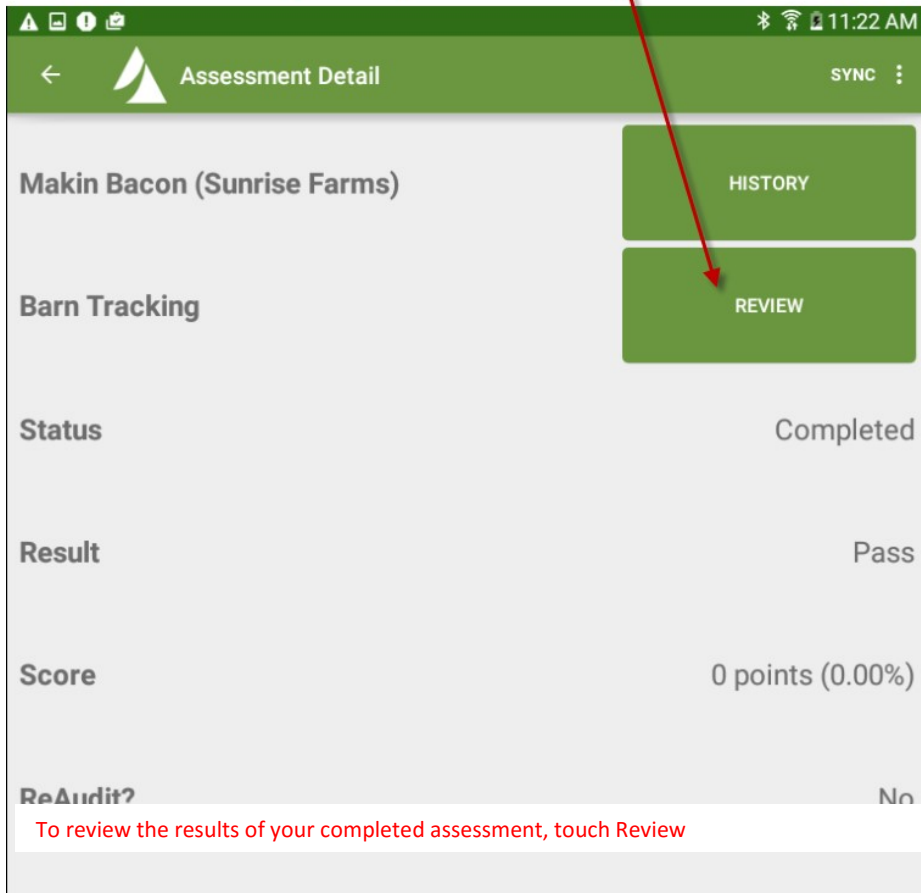 11:22 AM
Assessment Detail
SYNC
Makin Bacon (Sunrise Farms)
HISTORY
Barn Tracking
REVIEW
Status
Completed
Result
Pass
Score
0 points (0.00%)
ReAudit?
No
To review the results of your completed assessment, touch Review